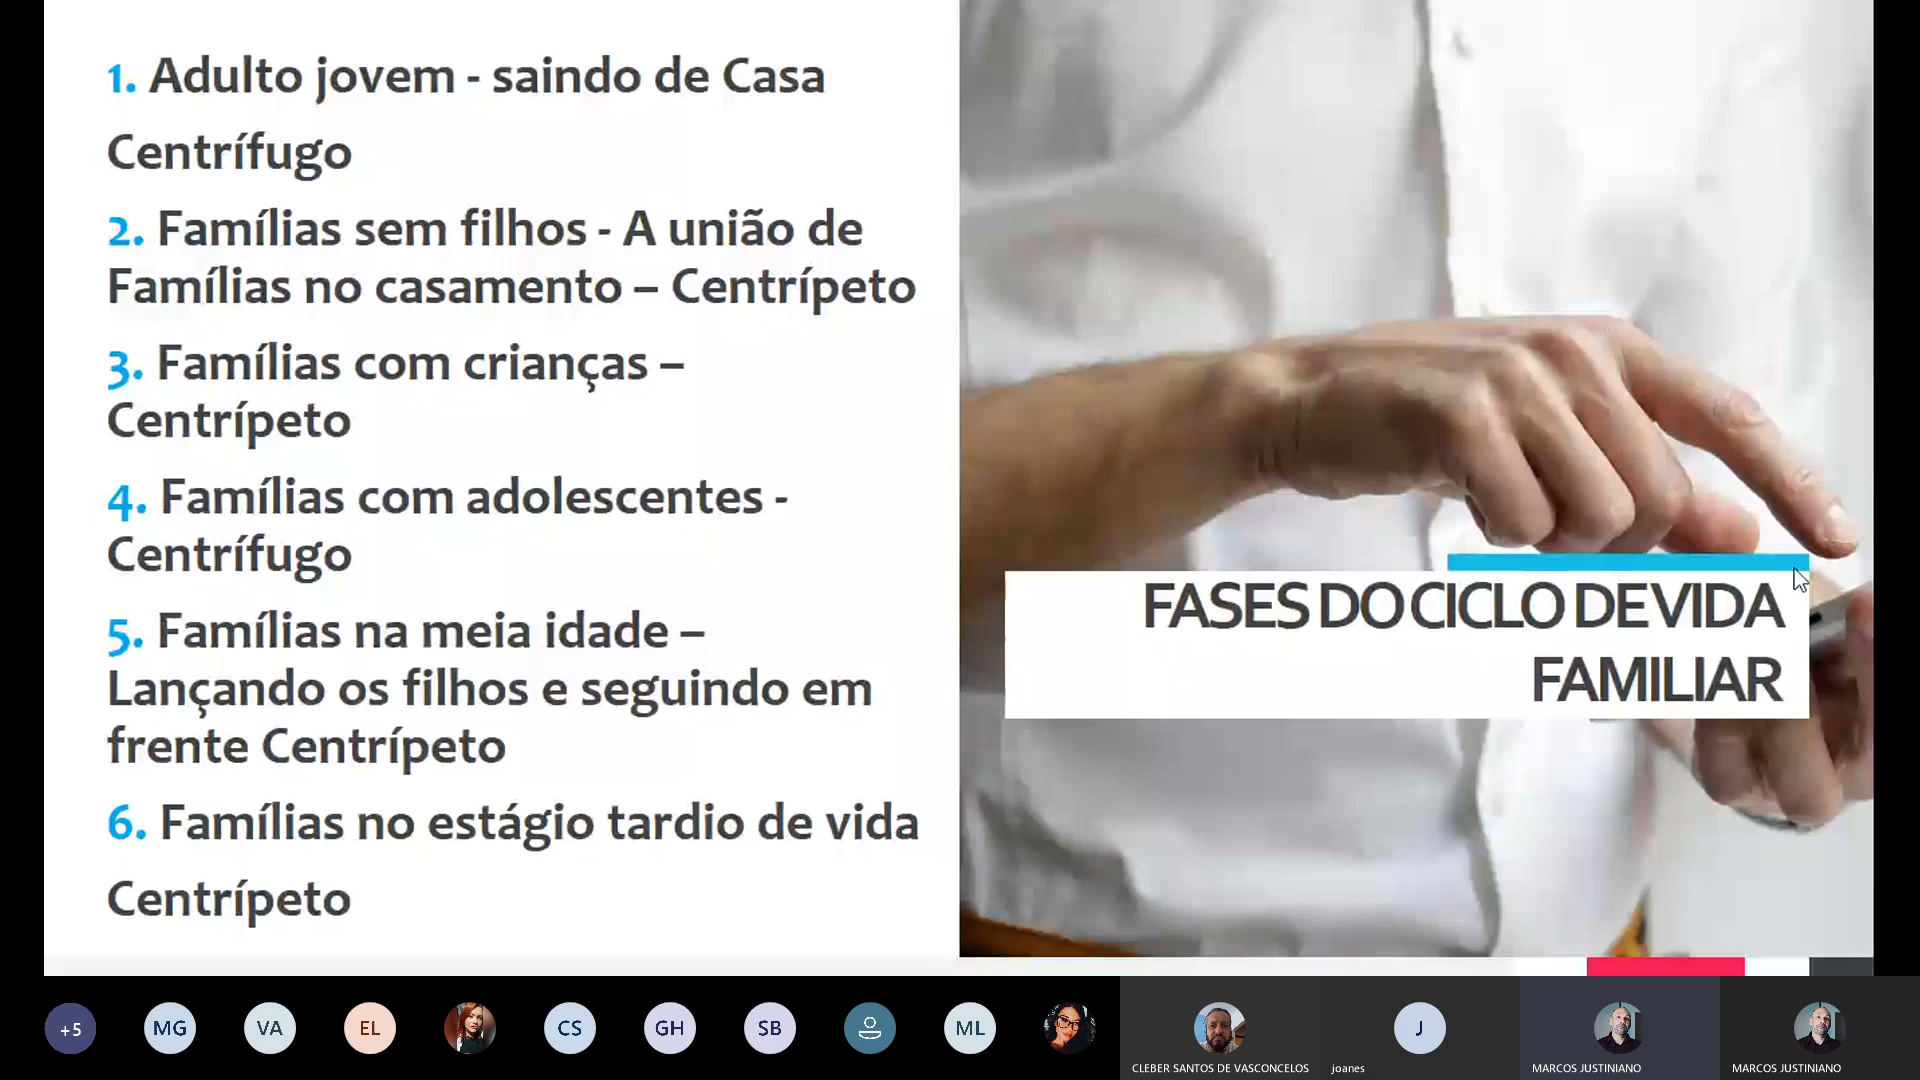 1. Adulto jovem - saindo de Casa
Centrífugo
2. Famílias sem filhos - A união de
Famílias no casamento – Centrípeto
3. Famílias com crianças –
Centrípeto
4. Famílias com adolescentes -
Centrífugo
5. Famílias na meia idade –
Lançando os filhos e seguindo em
frente Centrípeto
6. Famílias no estágio tardio de vida
Centrípeto
FASES DO CICLO DE VIDA
FAMILIAR
+5
MG
VA
EL
CS
GH
SB
ML
J
CLEBER SANTOS DE VASCONCELOS
joanes
MARCOS JUSTINIANO
MARCOS JUSTINIANO